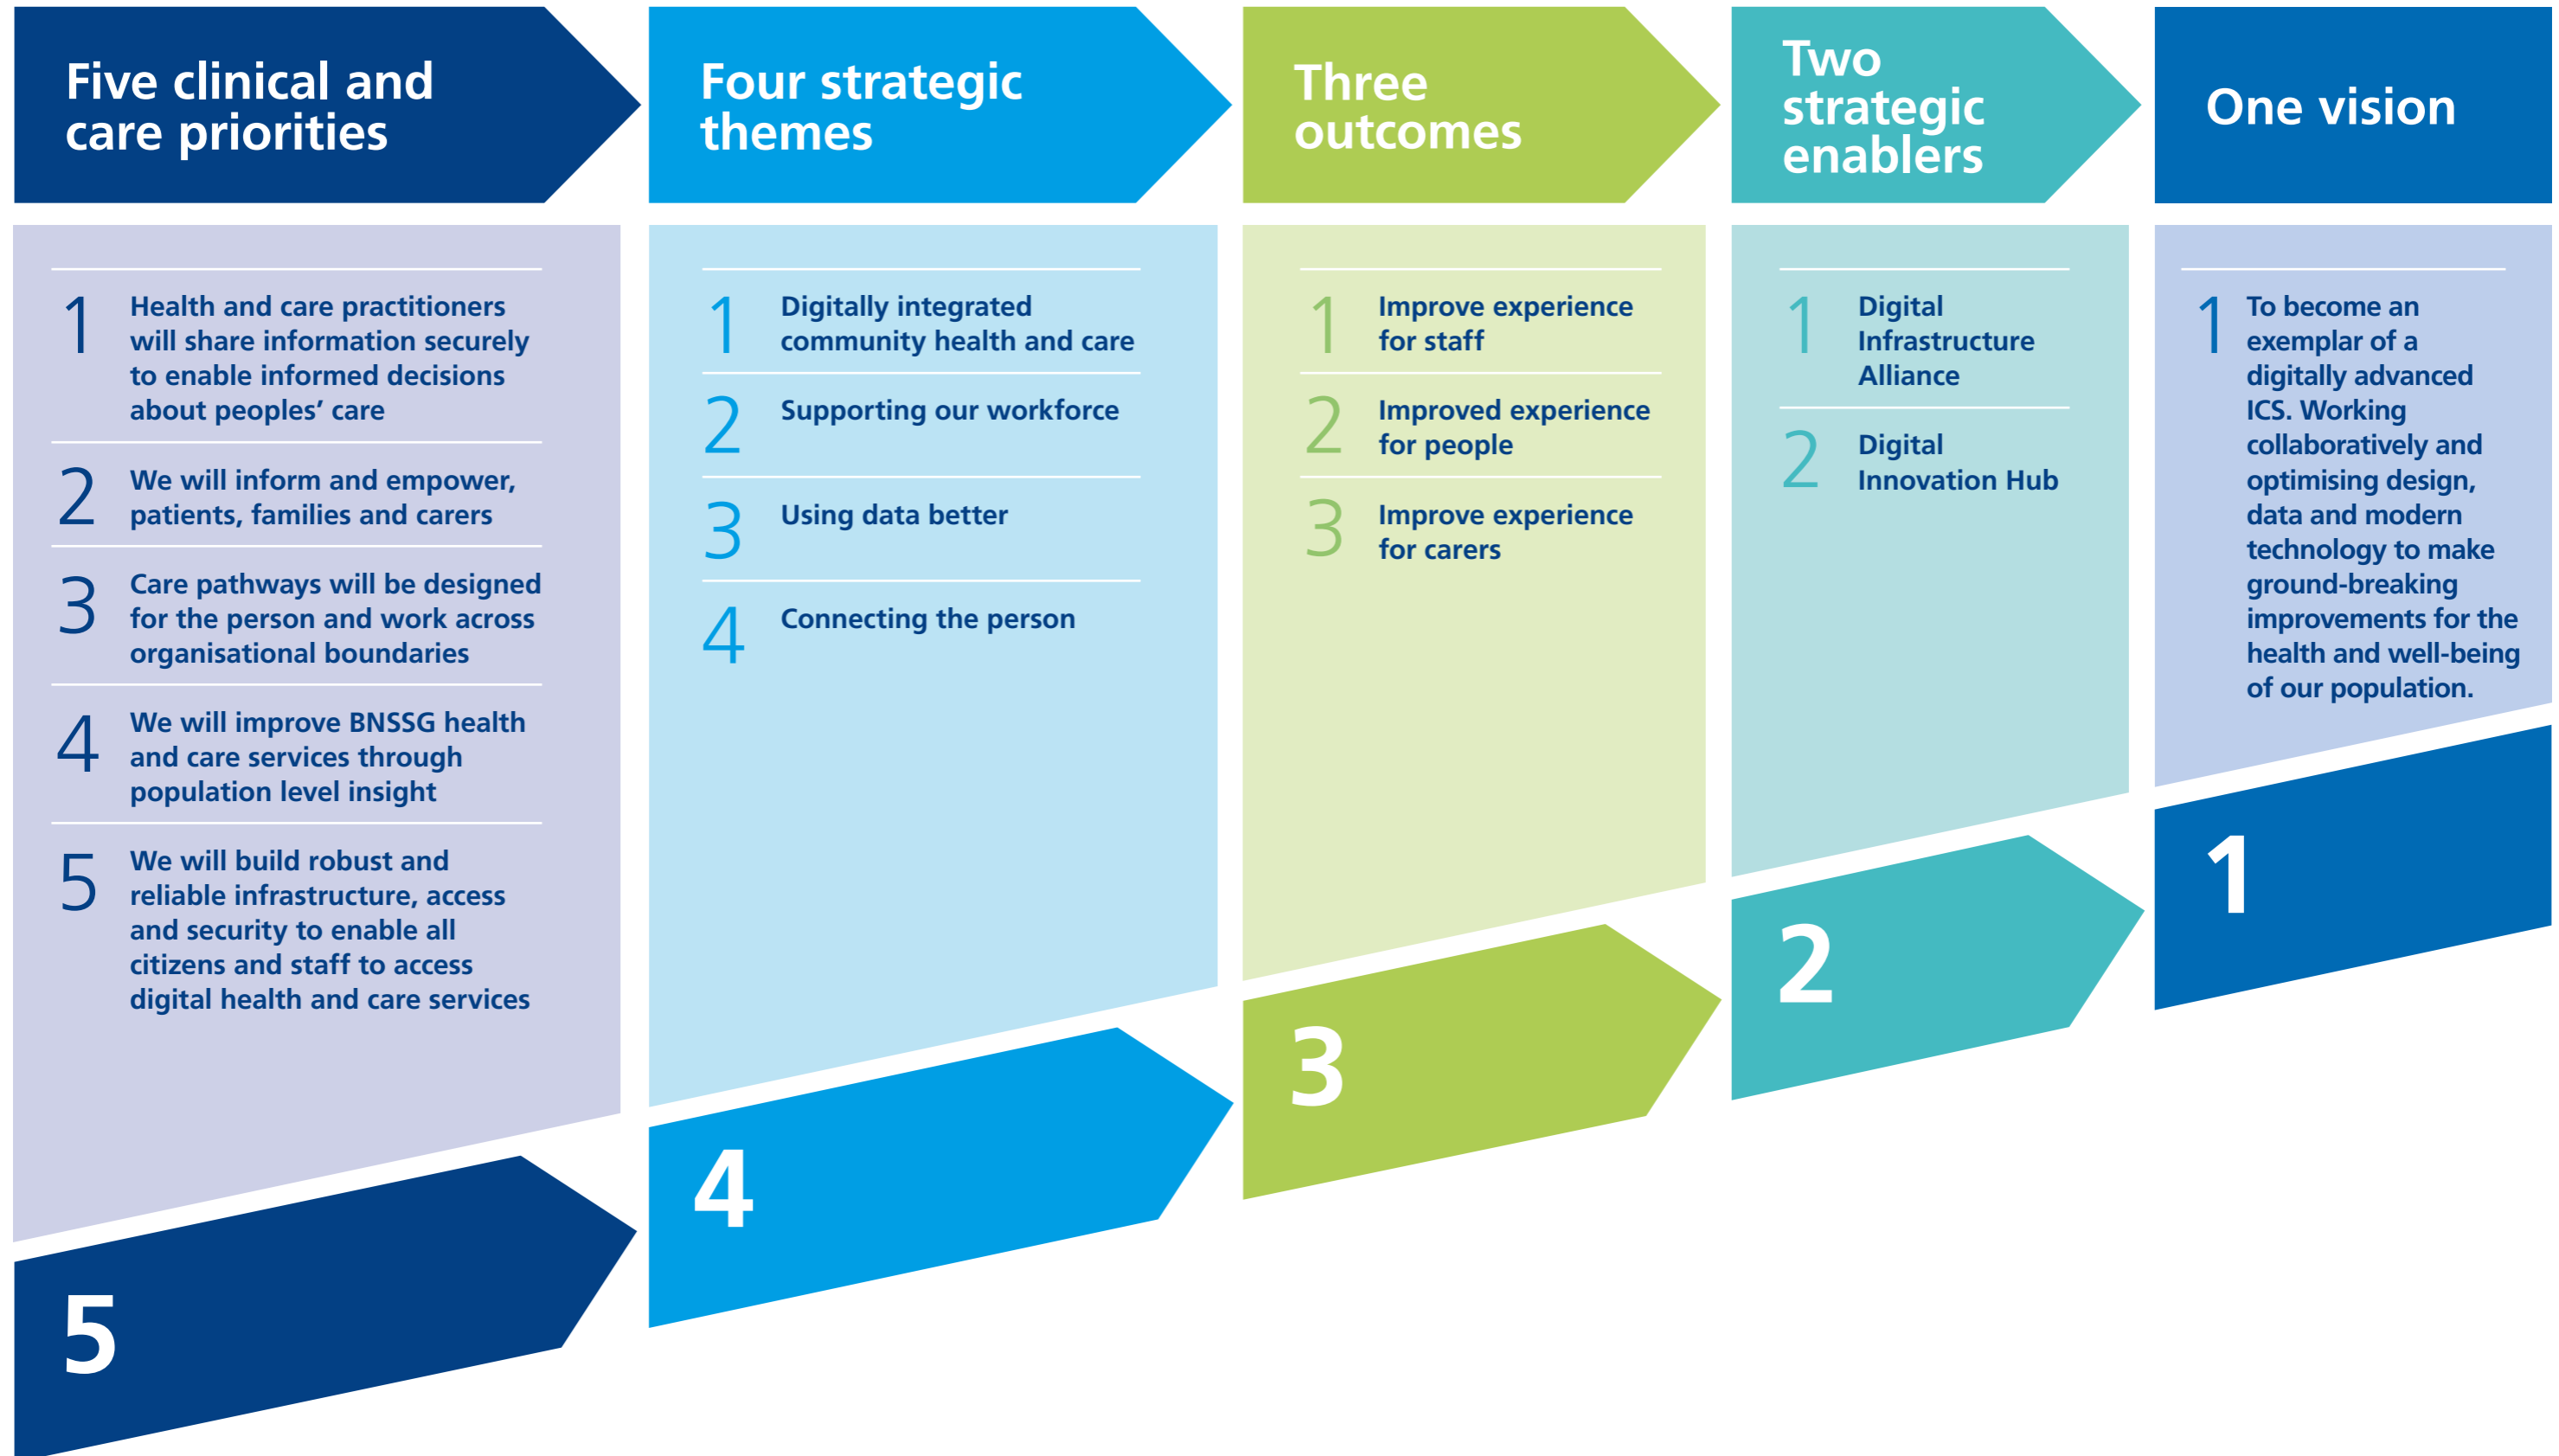 Five clinical and
care priorities
Four strategic
themes
Three
outcomes
Two
strategic
enablers
One vision
1
Health and care practitioners
will share information securely
to enable informed decisions
about peoples’ care
2
We will inform and empower,
patients, families and carers
3
Care pathways will be designed
for the person and work across
organisational boundaries
4
We will improve BNSSG health
and care services through
population level insight
5
We will build robust and
reliable infrastructure, access
and security to enable all
citizens and staff to access
digital health and care services
1
Digitally integrated
community health and care
2
Supporting our workforce
3
Using data better
4
Connecting the person
1
Improve experience
for staff
2
Improved experience
for people
3
Improve experience
for carers
1
Digital
Infrastructure
Alliance
2
Digital
Innovation Hub
1
To become an
exemplar of a
digitally advanced
ICS. Working
collaboratively and
optimising design,
data and modern
technology to make
ground-breaking
improvements for the
health and well-being
of our population.
5
4
3
2
1